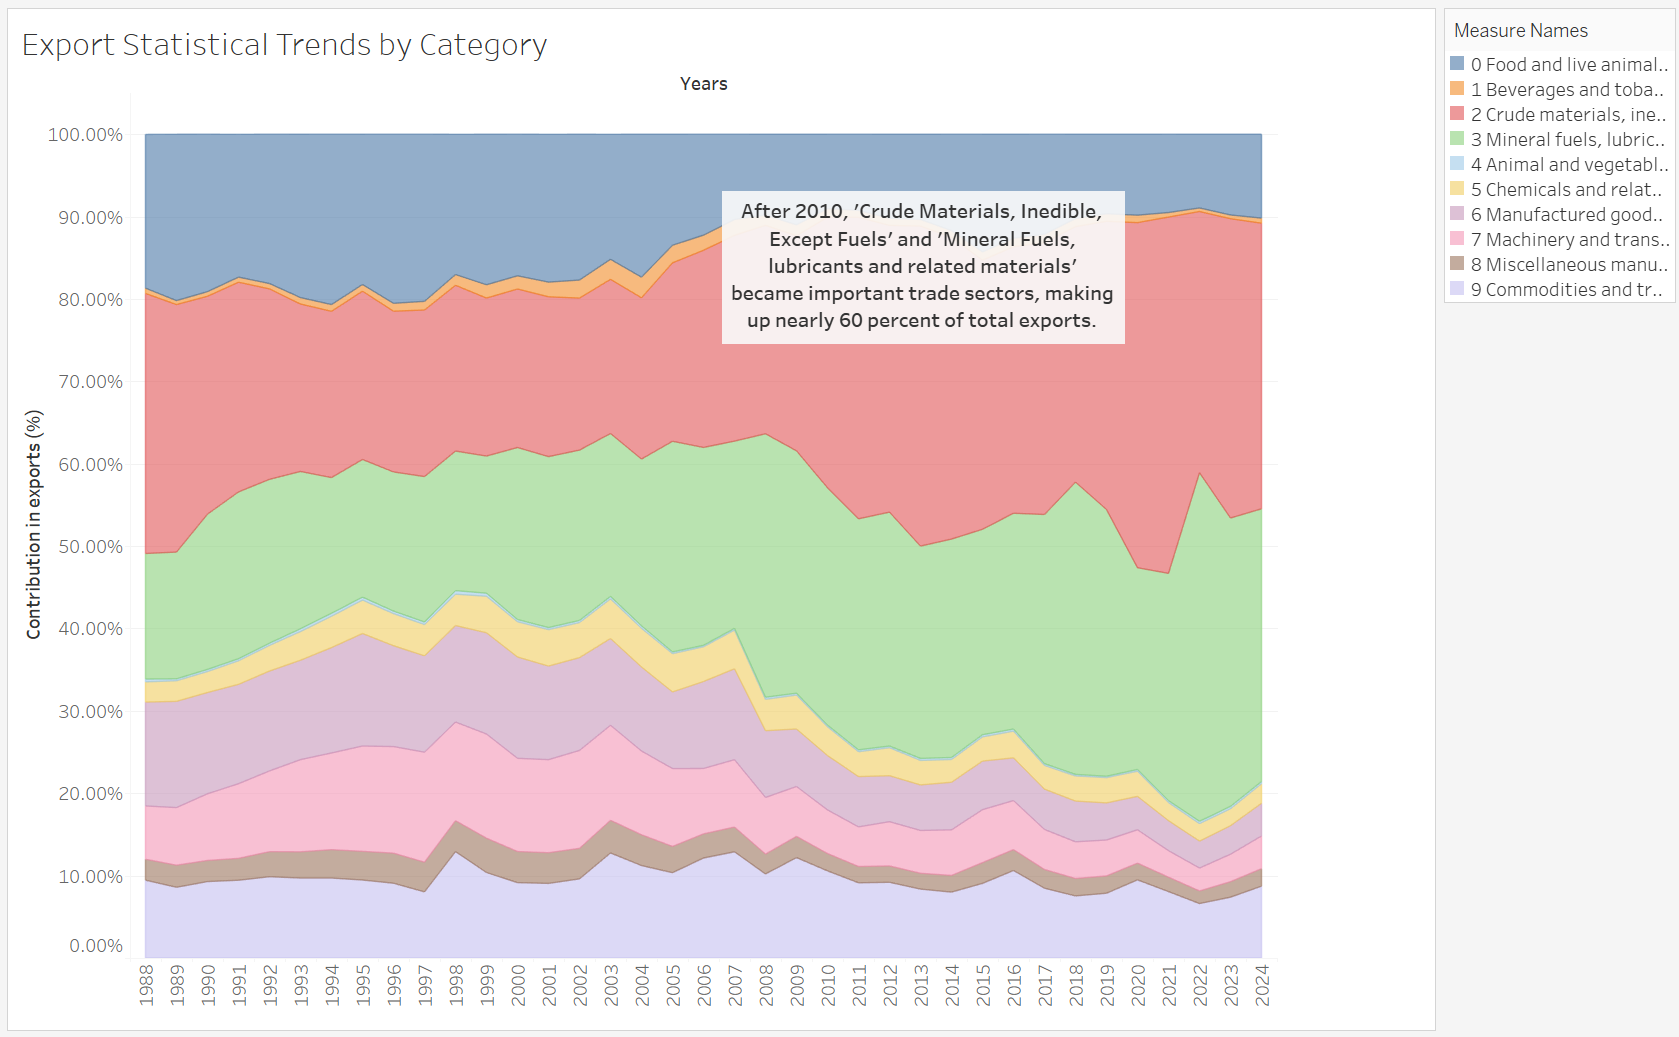 Export Statistical Trends by Category
Years
100.00%
90.00%
80.00%
70.00%
60.00%
50.00%
40.00%
30.00%
20.00%
10.00%
0.00%
Contribution in exports (%)
After 2010, 'Crude Materials, Inedible,
Except Fuels' and 'Mineral Fuels,
lubricants and related materials'
became important trade sectors, making
up nearly 60 percent of total exports.
1988
1989
1990
1991
1992
1993
1994
1995
1996
1997
1998
1999
2000
2001
2002
2003
2004
2005
2006
2007
2008
2009
2010
2011
2012
2013
2014
2015
2016
2017
2018
2019
2020
2021
2022
2023
2024
Measure Names
0 Food and live animal..
1 Beverages and toba..
2 Crude materials, ine..
3 Mineral fuels, lubric..
4 Animal and vegetabl..
5 Chemicals and relat..
6 Manufactured good..
7 Machinery and trans..
8 Miscellaneous manu..
9 Commodities and tr..